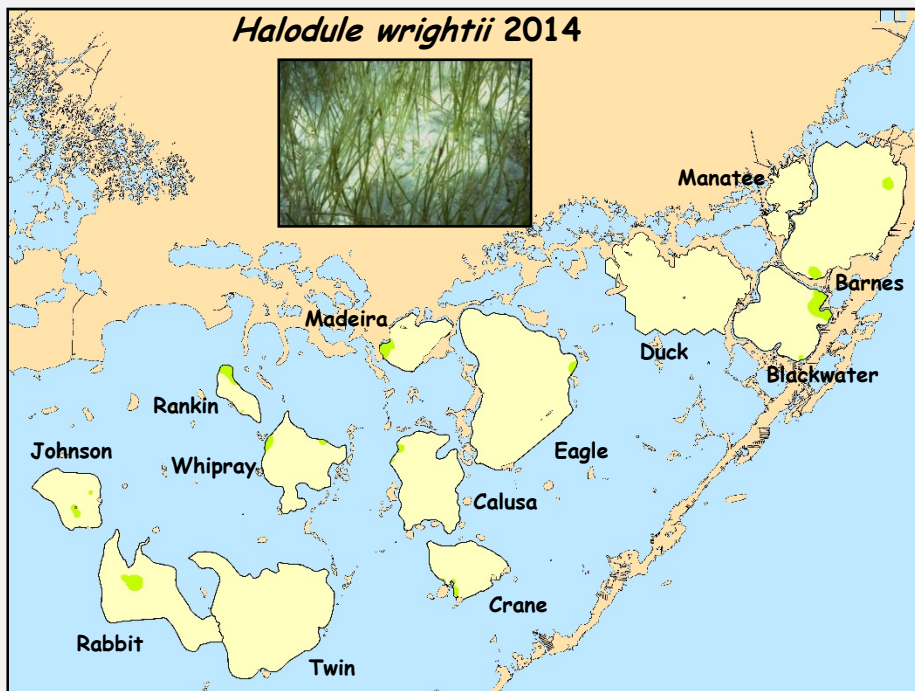 Halodule wrightii 2014
Manatee
Barnes
Madeira
Duck
Blackwater
Rankin
Johnson
Whipray
Eagle
Calusa
Crane
Rabbit
Twin